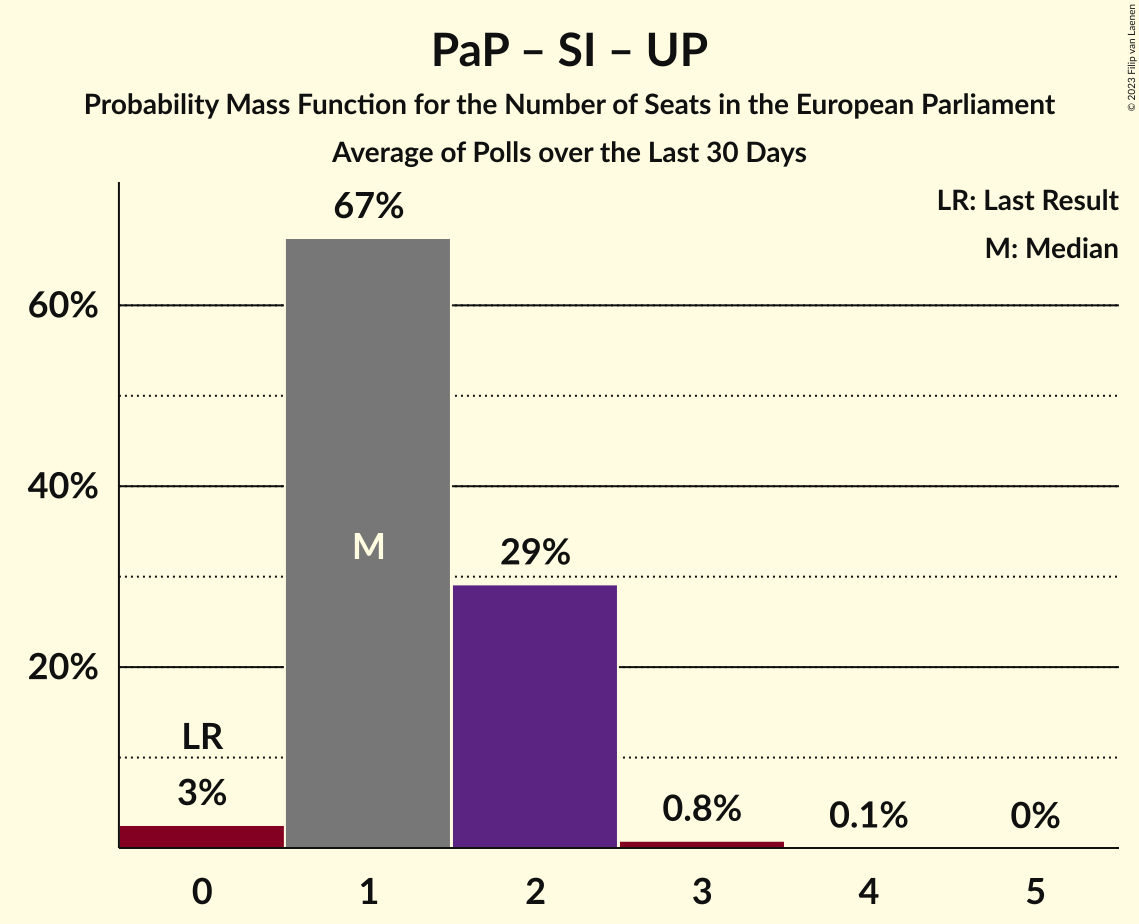 PaP – SI – UP
Probability Mass Function for the Number of Seats in the European Parliament
Average of Polls over the Last 30 Days
© 2023 Filip van Laenen
LR: Last Result
M: Median
67%
60%
40%
M
29%
20%
LR
3%
0.8%
0.1%
0%
0 1 2 3 4 5